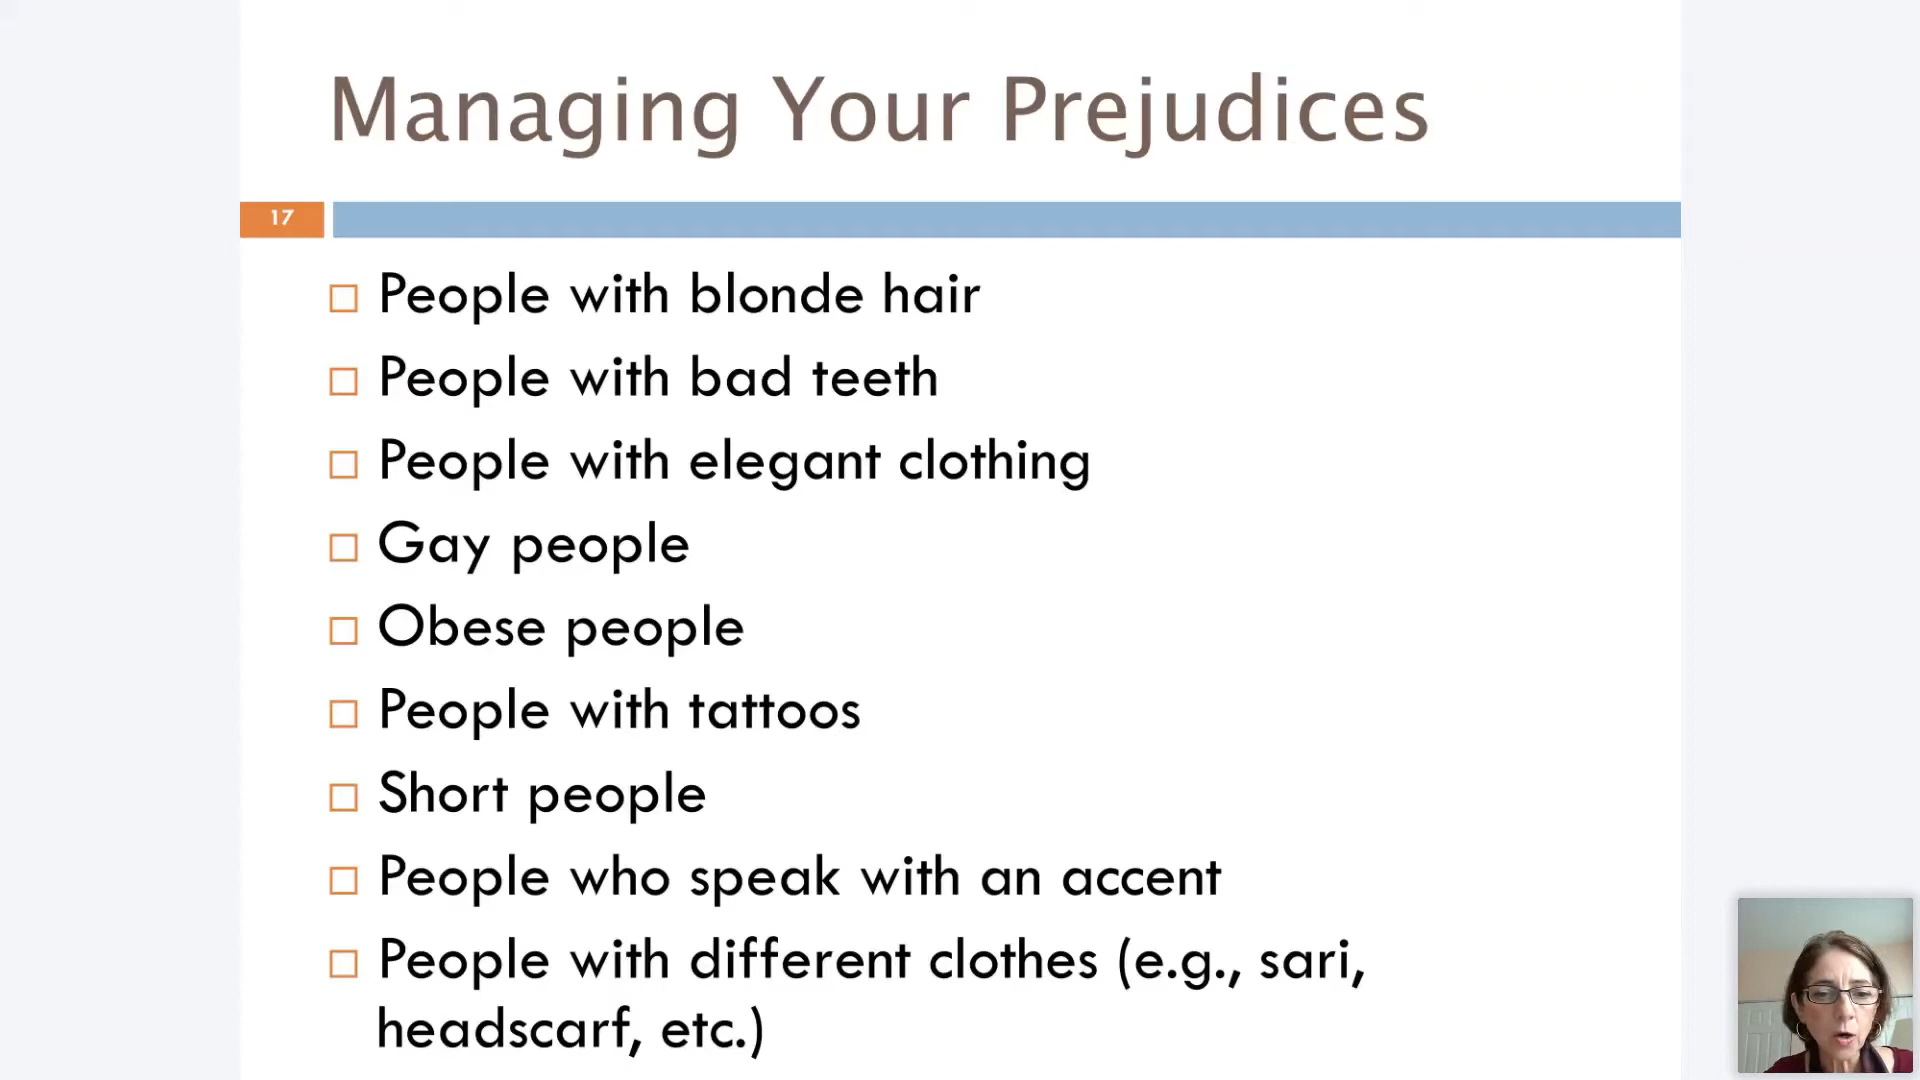 Managing Your Prejudices
17
People with blonde hair
People with bad teeth
People with elegant clothing
Gay people
Obese people
People with tattoos
Short people
People who speak with an accent
People with different clothes (e.g., sari,
headscarf, etc.)